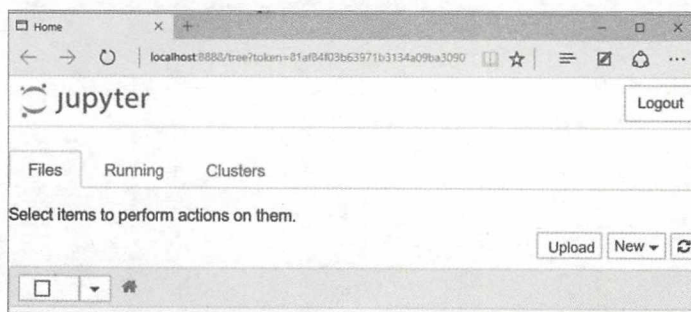 Home
localhost:8888/tree?token=81af84f03b63971b3134a09ba3090
jupyter
Logout
Files Running Clusters
Select items to perform actions on them.
Upload New